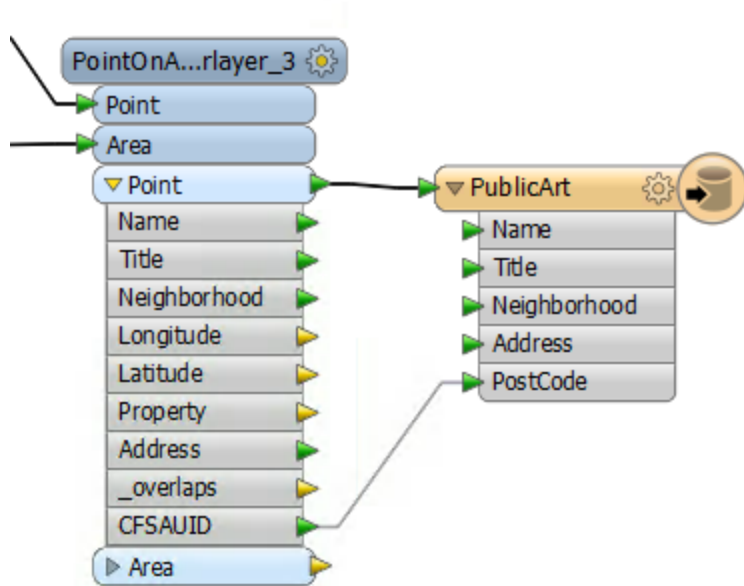 PointOnA...rlayer_3
Point
Area
Point
Name
Title
Neighborhood
Longitude
Latitude
Property
Address
_overlaps
CFSAUID
Area
PublicArt
Name
Title
Neighborhood
Address
PostCode